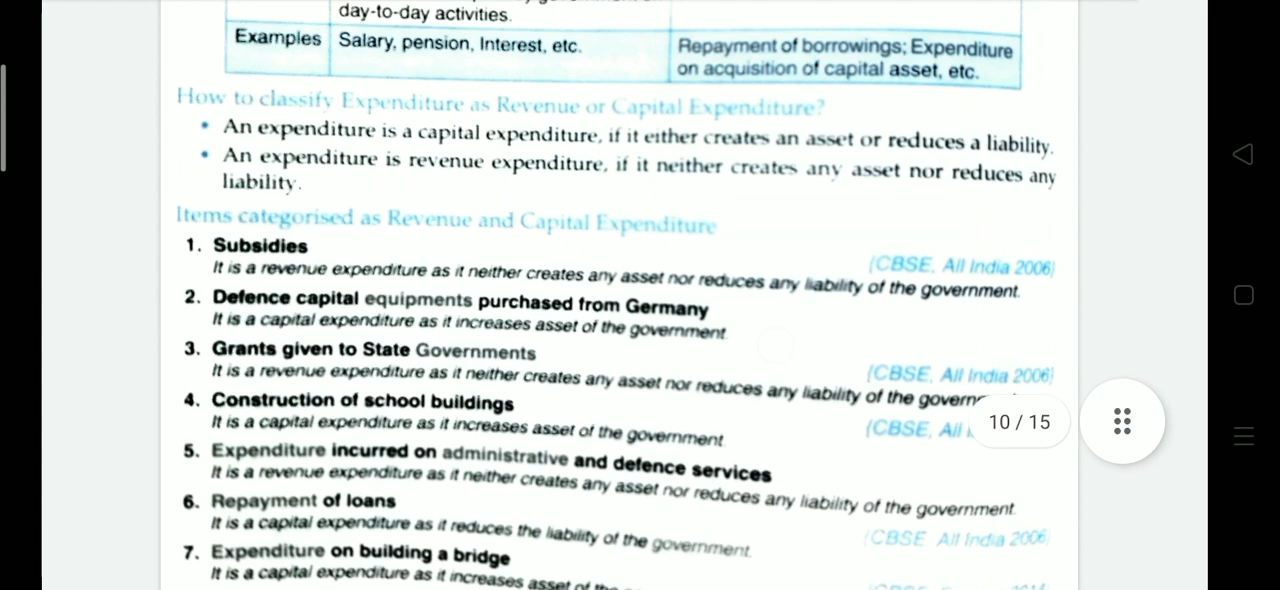 day-to-day activities.
Examples Salary, pension, Interest, etc. Repayment of borrowings; Expenditure
on acquisition of capital asset, etc.
How to classify Expenditure as Revenue or Capital Expenditure?
• An expenditure is a capital expenditure, if it either creates an asset or reduces a liability.
• An expenditure is revenue expenditure, if it neither creates any asset nor reduces any
liability.
Items categorised as Revenue and Capital Expenditure
1. Subsidies (CBSE, All India 2006)
It is a revenue expenditure as it neither creates any asset nor reduces any liability of the government.
2. Defence capital equipments purchased from Germany
It is a capital expenditure as it increases asset of the government.
3. Grants given to State Governments (CBSE, All India 2006)
It is a revenue expenditure as it neither creates any asset nor reduces any liability of the
4. Construction of school buildings (CBSE, All
It is a capital expenditure as it increases asset of the government
10 / 15
5. Expenditure incurred on administrative and defence services
It is a revenue expenditure as it neither creates any asset nor reduces any liability of the government.
6. Repayment of loans (CBSE All India 2006)
It is a capital expenditure as it reduces the liability of the government.
7. Expenditure on building a bridge
It is a capital expenditure as it increases asset of